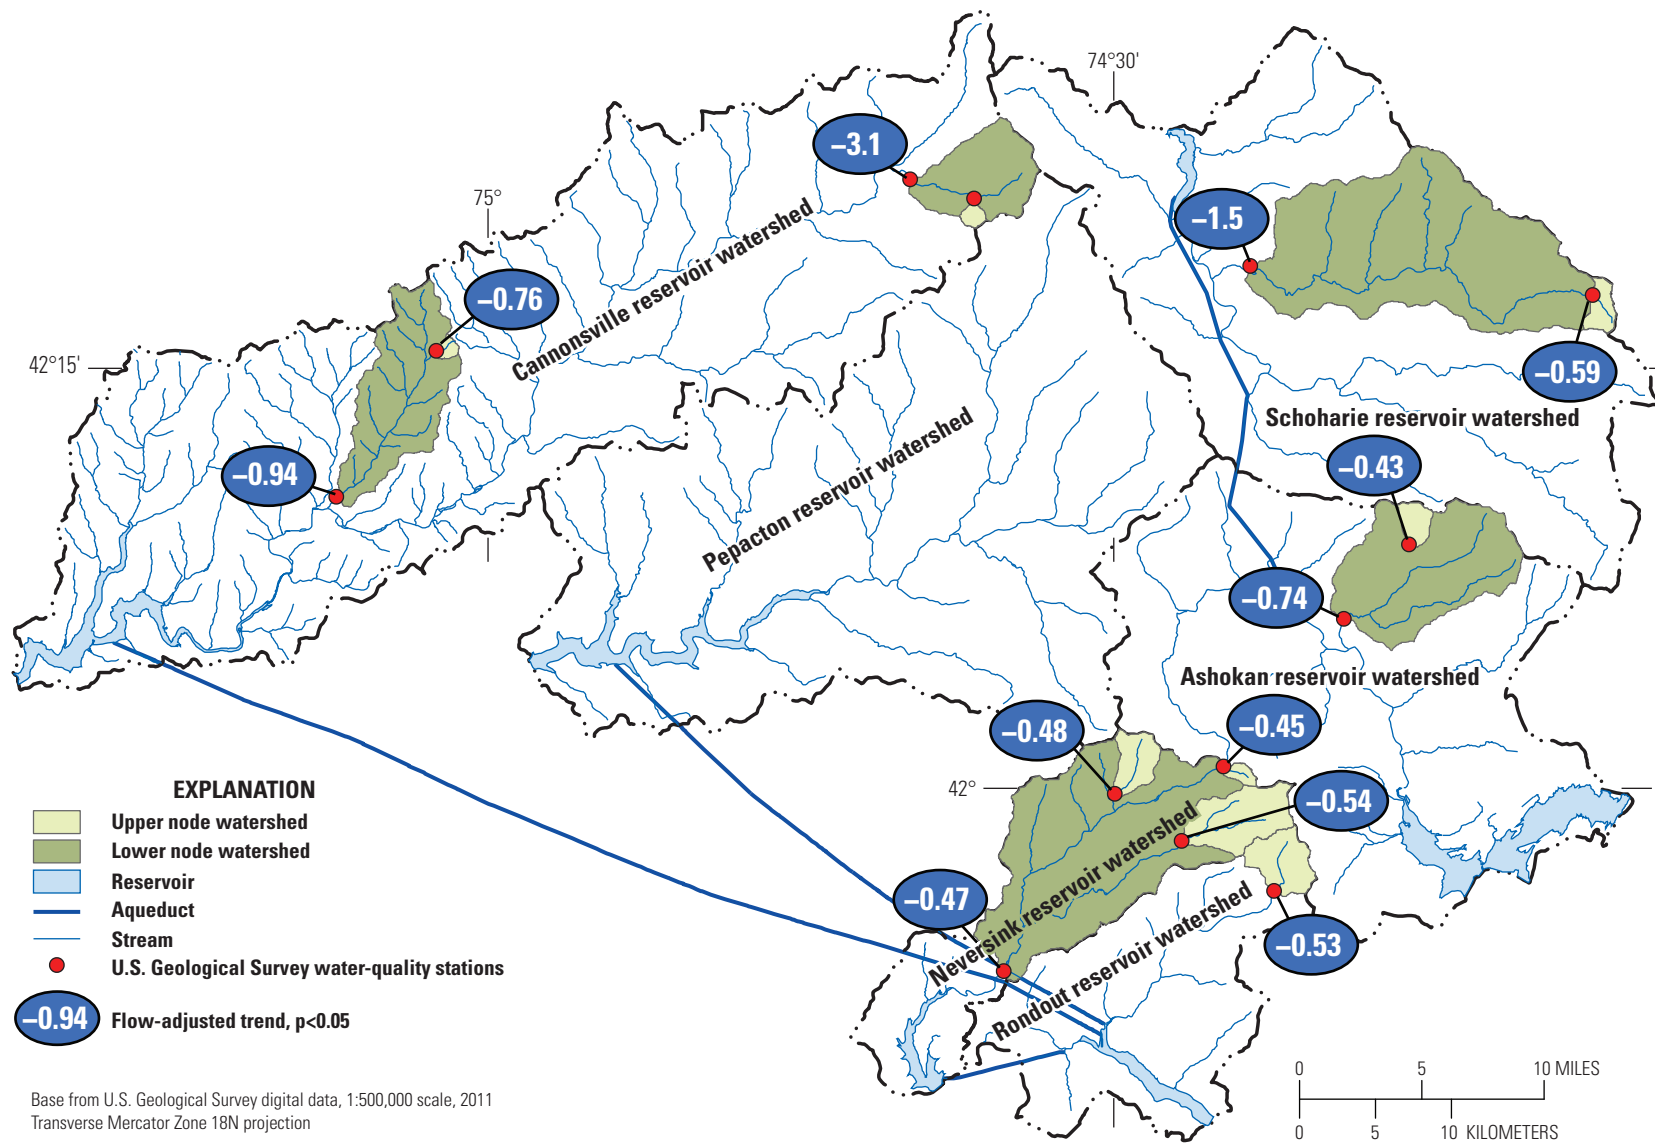 74°30'
−3.1
75°
−1.5
−0.76
Cannonsville reservoir watershed
42°15'
−0.59
Schoharie reservoir watershed
−0.43
−0.94
Pepacton reservoir watershed
−0.74
Ashokan reservoir watershed
−0.48
−0.45
42°
−0.54
Neversink reservoir watershed
−0.47
−0.53
Rondout reservoir watershed
EXPLANATION
Upper node watershed
Lower node watershed
Reservoir
Aqueduct
Stream
U.S. Geological Survey water-quality stations
−0.94 Flow-adjusted trend, p<0.05
0 5 10 MILES
0 5 10 KILOMETERS
Base from U.S. Geological Survey digital data, 1:500,000 scale, 2011
Transverse Mercator Zone 18N projection